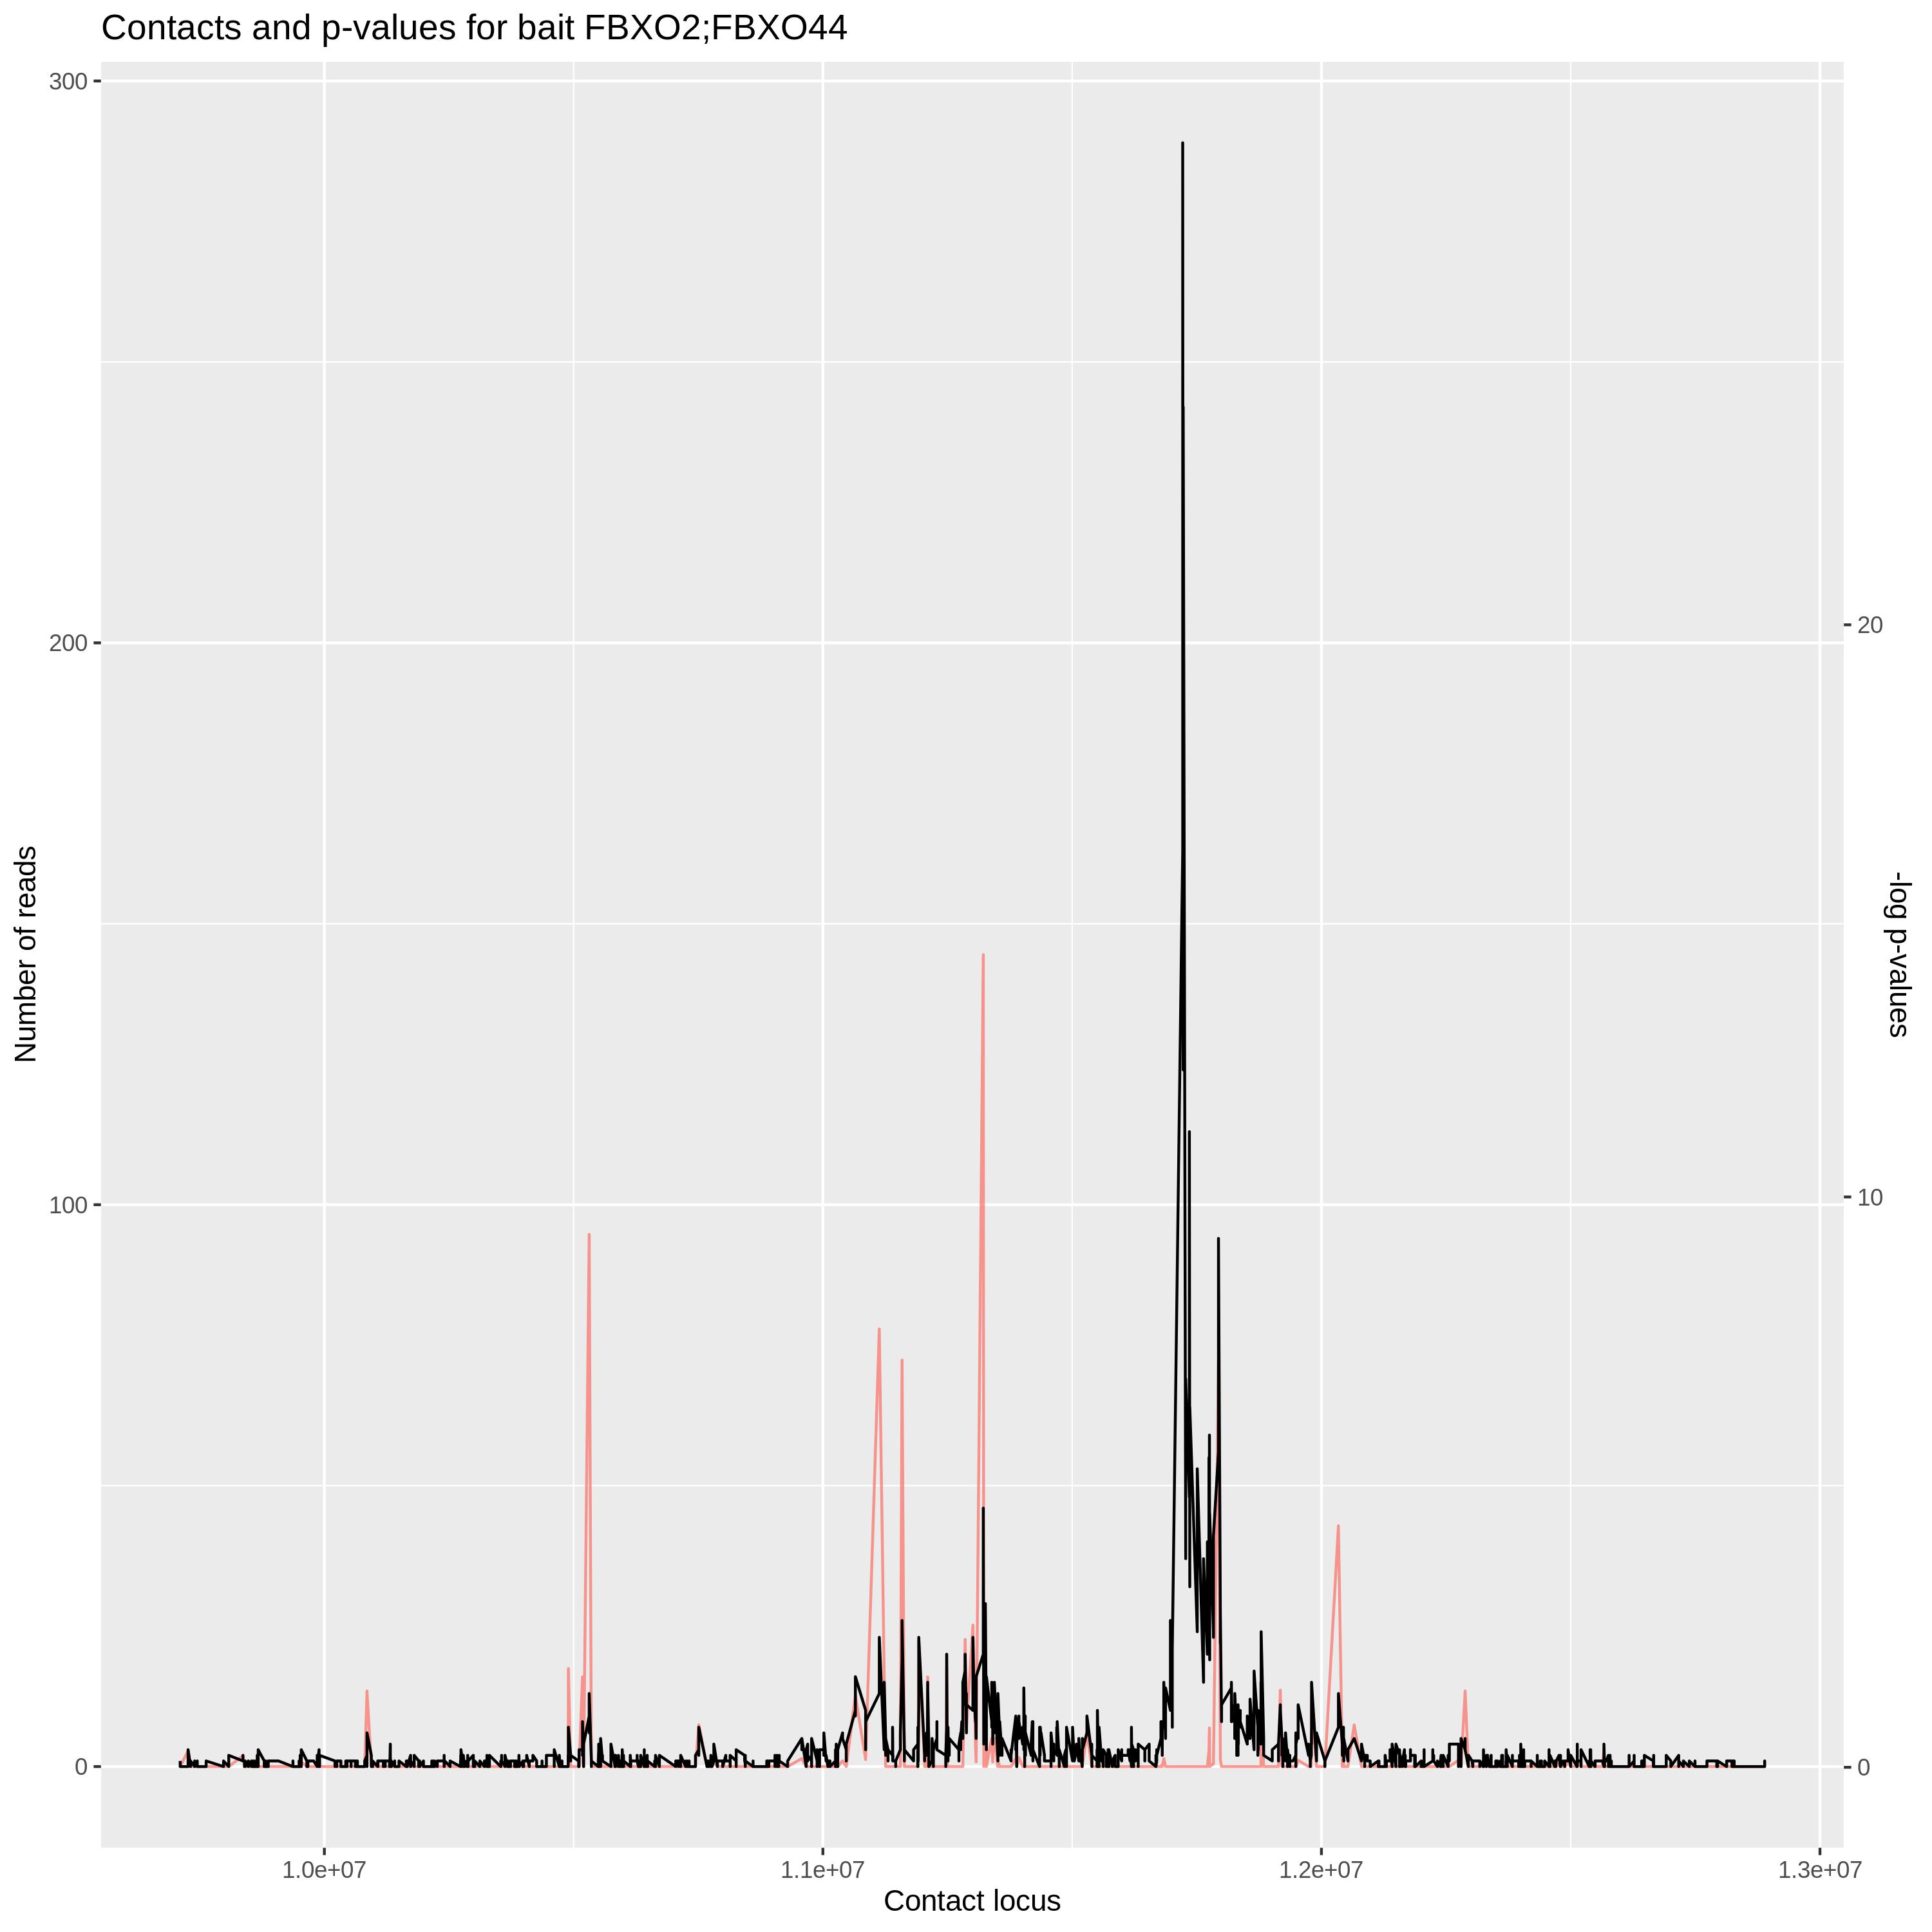 Contacts and p-values for bait FBXO2;FBXO44
300
200
100
0
Number of reads
20
10
0
-log p-values
1.0e+07
1.1e+07
1.2e+07
1.3e+07
Contact locus